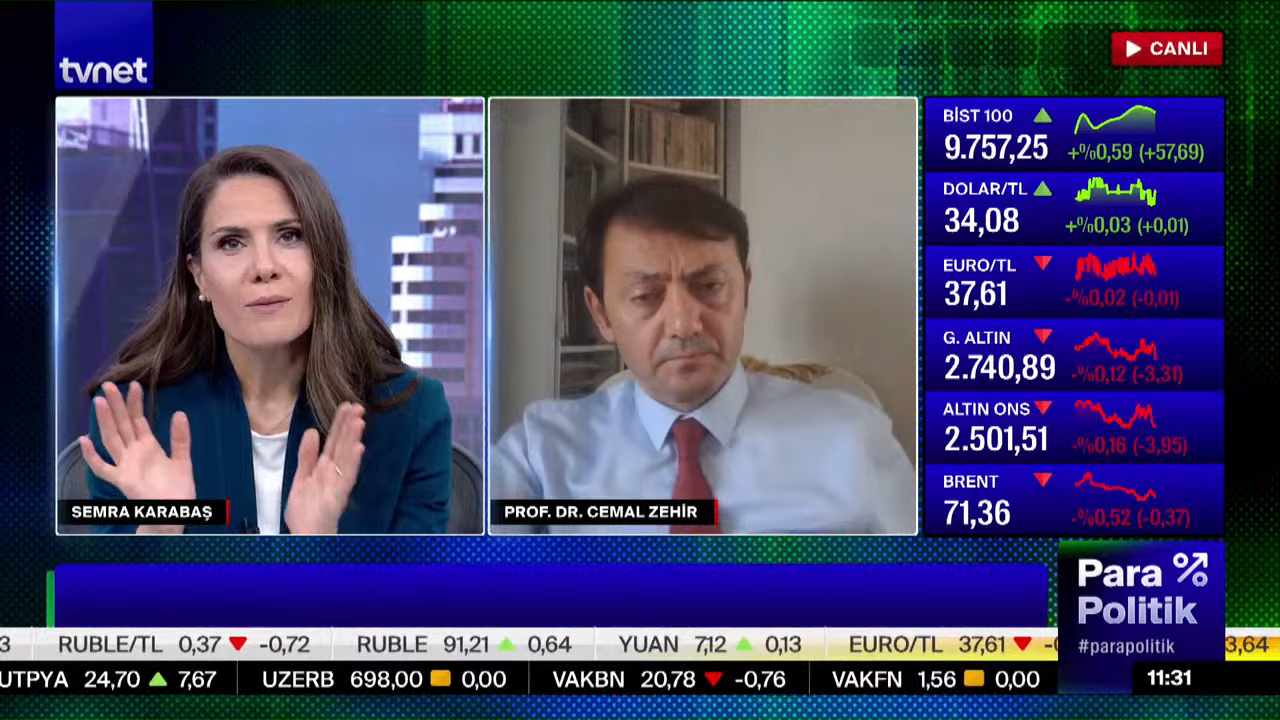 tvnet
CANLI
BİST 100
9.757,25
+%0,59 (+57,69)
DOLAR/TL
34,08
+%0,03 (+0,01)
EURO/TL
37,61
-%0,02 (-0,01)
G. ALTIN
2.740,89
-%0,12 (-3,31)
ALTIN ONS
2.501,51
-%0,16 (-3,95)
BRENT
71,36
-%0,52 (-0,37)
SEMRA KARABAŞ
PROF. DR. CEMAL ZEHİR
Para %
Politik
#parapolitik
3 RUBLE/TL 0,37 -0,72 RUBLE 91,21 0,64 YUAN 7,12 0,13 EURO/TL 37,61 -0 3,64
UTPYA 24,70 7,67 UZERB 698,00 0,00 VAKBN 20,78 -0,76 VAKFN 1,56 0,00 11:31